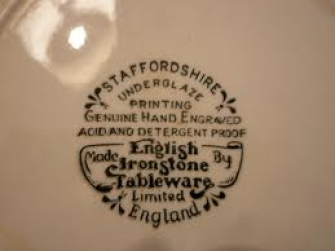 STAFFORDSHIRE
UNDERGLAZE
PRINTING
GENUINE HAND ENGRAVED
ACID AND DETERGENT PROOF
Made English By
Ironstone
Tableware
Limited
England